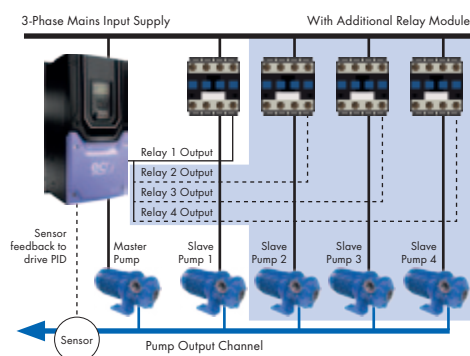 3-Phase Mains Input Supply
With Additional Relay Module
Relay 1 Output
Relay 2 Output
Relay 3 Output
Relay 4 Output
Sensor
feedback to
drive PID
Master
Pump
Slave
Pump 1
Slave
Pump 2
Slave
Pump 3
Slave
Pump 4
Sensor
Pump Output Channel